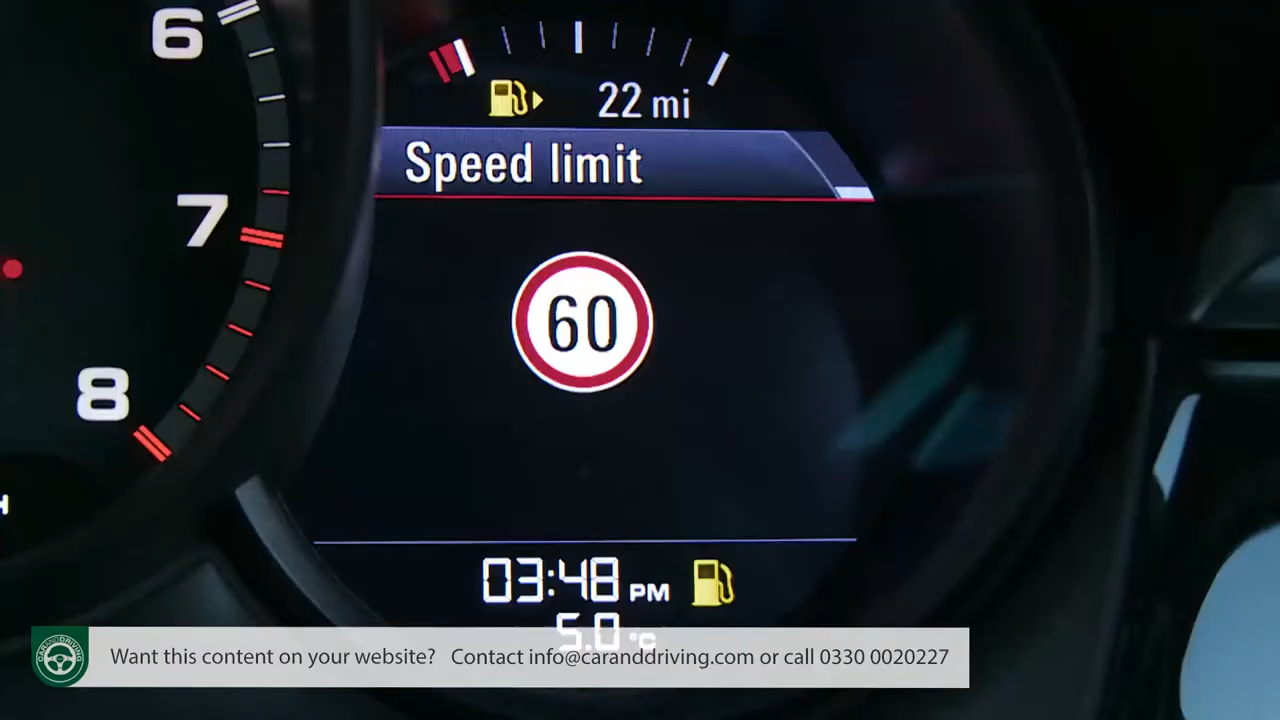 6
22 mi
Speed limit
7
60
8
03:48 PM
5.0 °C
CARANDDRIVING
Want this content on your website? Contact info@caranddriving.com or call 0330 0020227